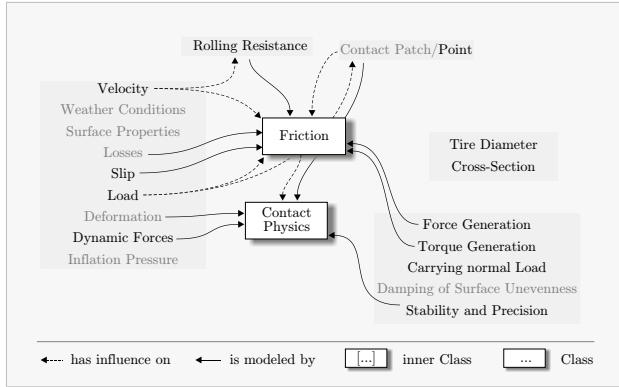 Rolling Resistance
Contact Patch/Point
Velocity
Weather Conditions
Surface Properties
Losses
Slip
Load
Deformation
Dynamic Forces
Inflation Pressure
Friction
Contact
Physics
Tire Diameter
Cross-Section
Force Generation
Torque Generation
Carrying normal Load
Damping of Surface Unevenness
Stability and Precision
has influence on is modeled by [...] inner Class ... Class